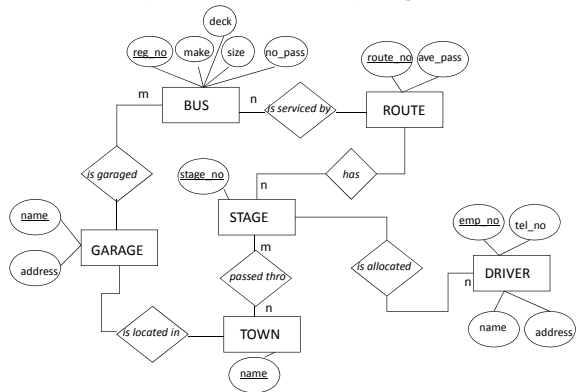 deck
reg_no make size no_pass
route_no ave_pass
m
BUS
n
is serviced by
ROUTE
is garaged
stage_no
has
n
name
STAGE
emp_no
tel_no
GARAGE
m
is allocated
DRIVER
address
passed thro
n
n
is located in
TOWN
name
address
name